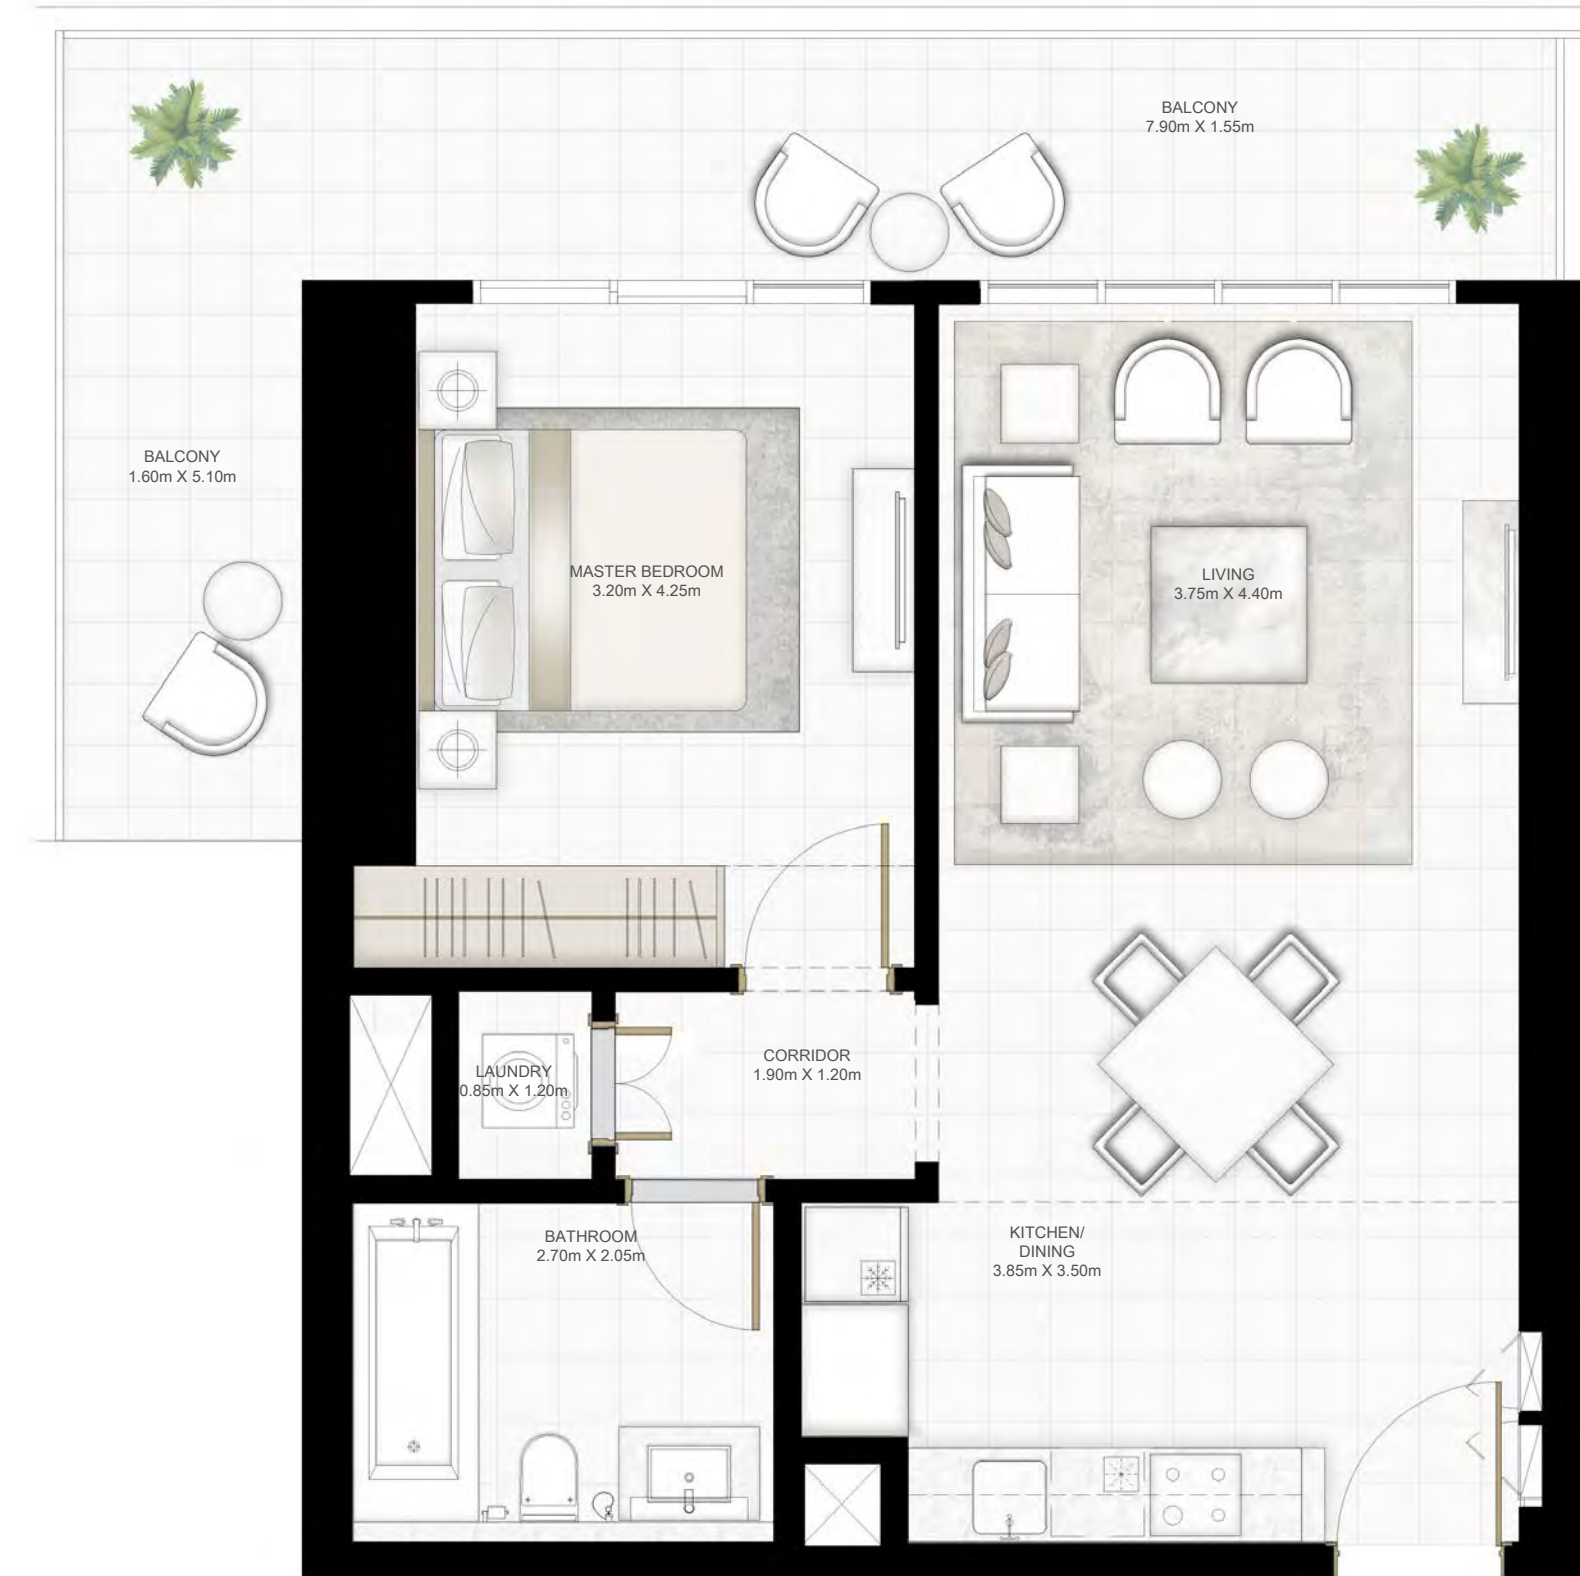 BALCONY
7.90m X 1.55m
BALCONY
1.60m X 5.10m
MASTER BEDROOM
3.20m X 4.25m
LIVING
3.75m X 4.40m
LAUNDRY
0.85m X 1.20m
CORRIDOR
1.90m X 1.20m
BATHROOM
2.70m X 2.05m
KITCHEN/
DINING
3.85m X 3.50m